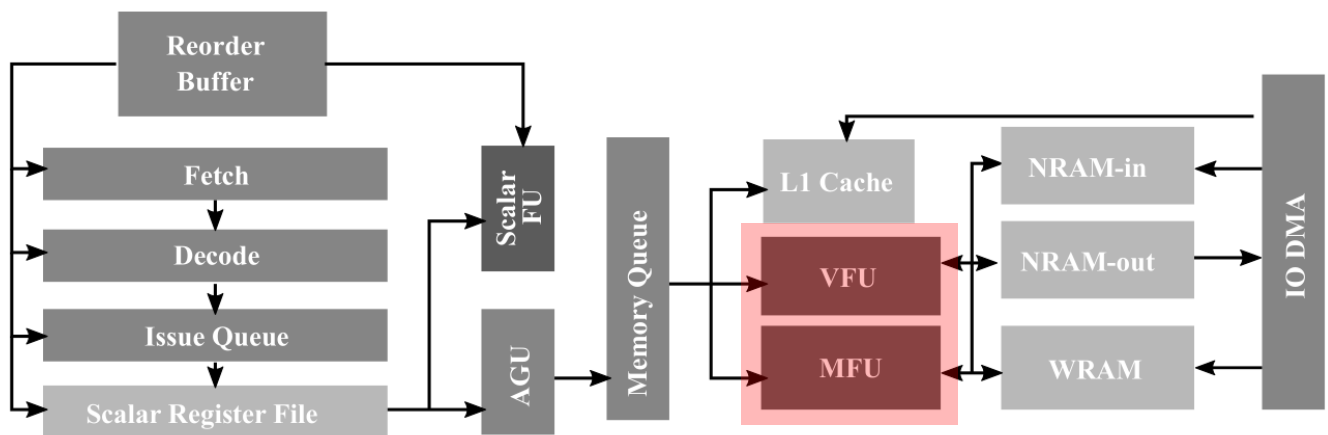 Reorder
Buffer
Fetch
Decode
Issue Queue
Scalar Register File
Scalar
FU
AGU
Memory Queue
L1 Cache
VFU
MFU
NRAM-in
NRAM-out
WRAM
IO DMA